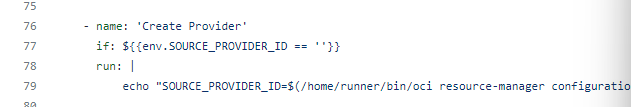 75
76 - name: 'Create Provider'
77 if: ${{env.SOURCE_PROVIDER_ID == ''}}
78 run: |
79 echo "SOURCE_PROVIDER_ID=$(/home/runner/bin/oci resource-manager configuratio
80